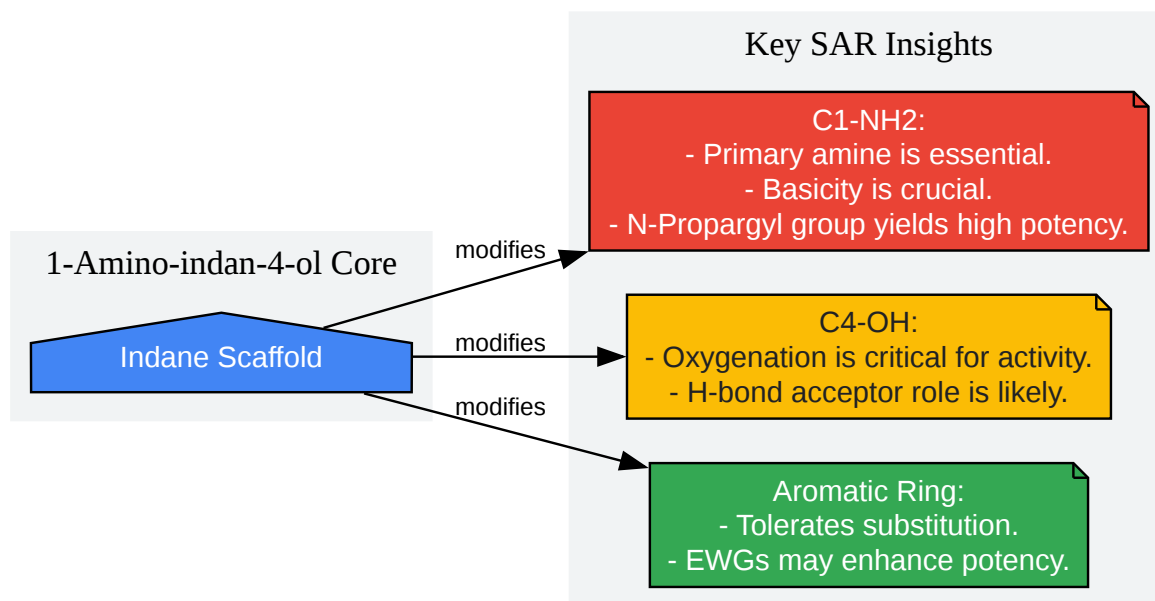 Key SAR Insights
C1-NH2:
- Primary amine is essential.
- Basicity is crucial.
- N-Propargyl group yields high potency.
1-Amino-indan-4-ol Core
Indane Scaffold
modifies
modifies
modifies
C4-OH:
- Oxygenation is critical for activity.
- H-bond acceptor role is likely.
Aromatic Ring:
- Tolerates substitution.
- EWGs may enhance potency.